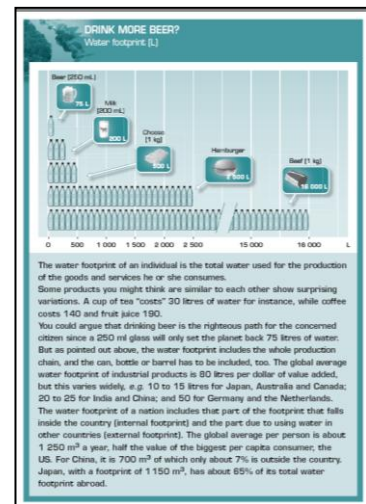 DRINK MORE BEER?
Water footprint (L)
Beer (250 mL)
75 L
Milk
(200 mL)
200 L
Cheese
(1 kg)
Hamburger
Beef (1 kg)
0 500 1 000 1 500 2 000 2 500 15 000 16 000 L
The water footprint of an individual is the total water used for the production
of the goods and services he or she consumes.
Some products you might think are similar to each other show surprising
variations. A cup of tea “costs” 30 litres of water for instance, while coffee
costs 140 and fruit juice 190.
You could argue that drinking beer is the righteous path for the concerned
citizen since a 250 ml glass will only set the planet back 75 litres of water.
But as pointed out above, the water footprint includes the whole production
chain, and the can, bottle or barrel has to be included, too. The global average
water footprint of industrial products is 80 litres per dollar of value added,
but this varies widely, e.g. 10 to 15 litres for Japan, Australia and Canada;
20 to 25 for India and China; and 50 for Germany and the Netherlands.
The water footprint of a nation includes that part of the footprint that falls
inside the country (internal footprint) and the part due to using water in
other countries (external footprint). The global average per person is about
1 250 m³ a year, half the value of the biggest per capita consumer, the
US. For China, it is 700 m³ of which only about 7% is outside the country.
Japan, with a footprint of 1 150 m³, has about 65% of its total water
footprint abroad.